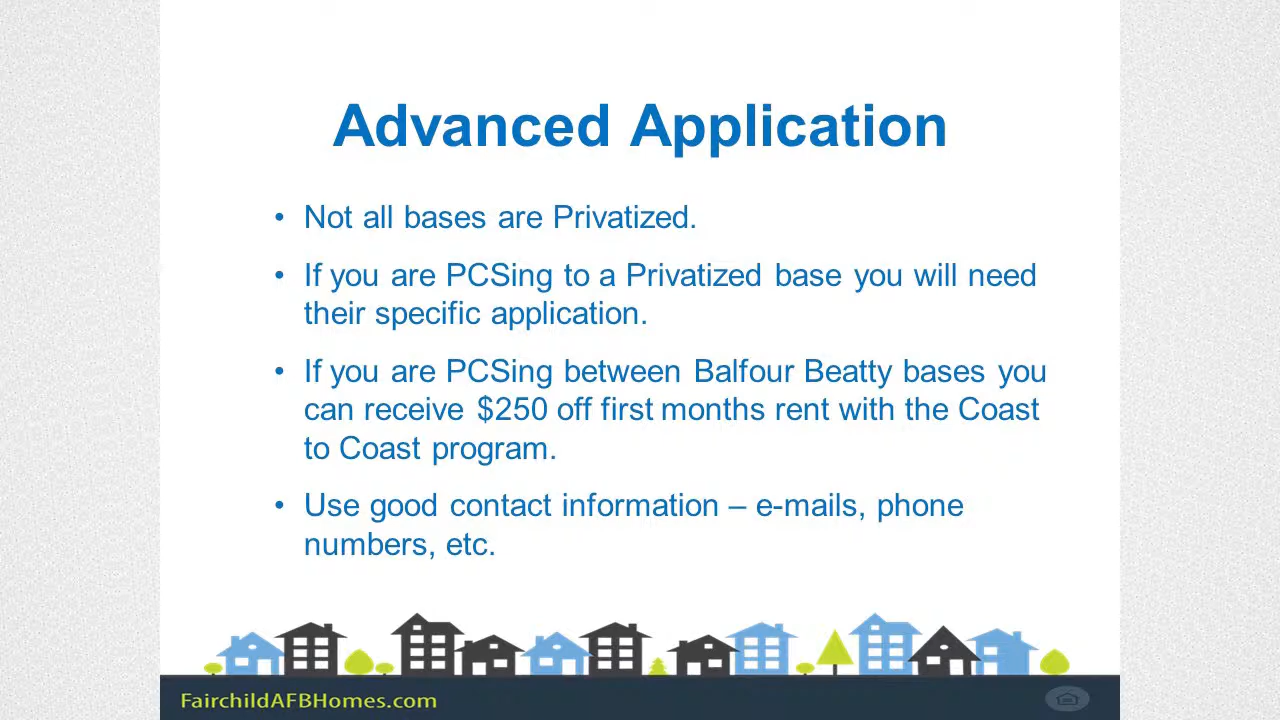 Advanced Application
• Not all bases are Privatized.
• If you are PCSing to a Privatized base you will need
their specific application.
• If you are PCSing between Balfour Beatty bases you
can receive $250 off first months rent with the Coast
to Coast program.
• Use good contact information – e-mails, phone
numbers, etc.
FairchildAFBHomes.com